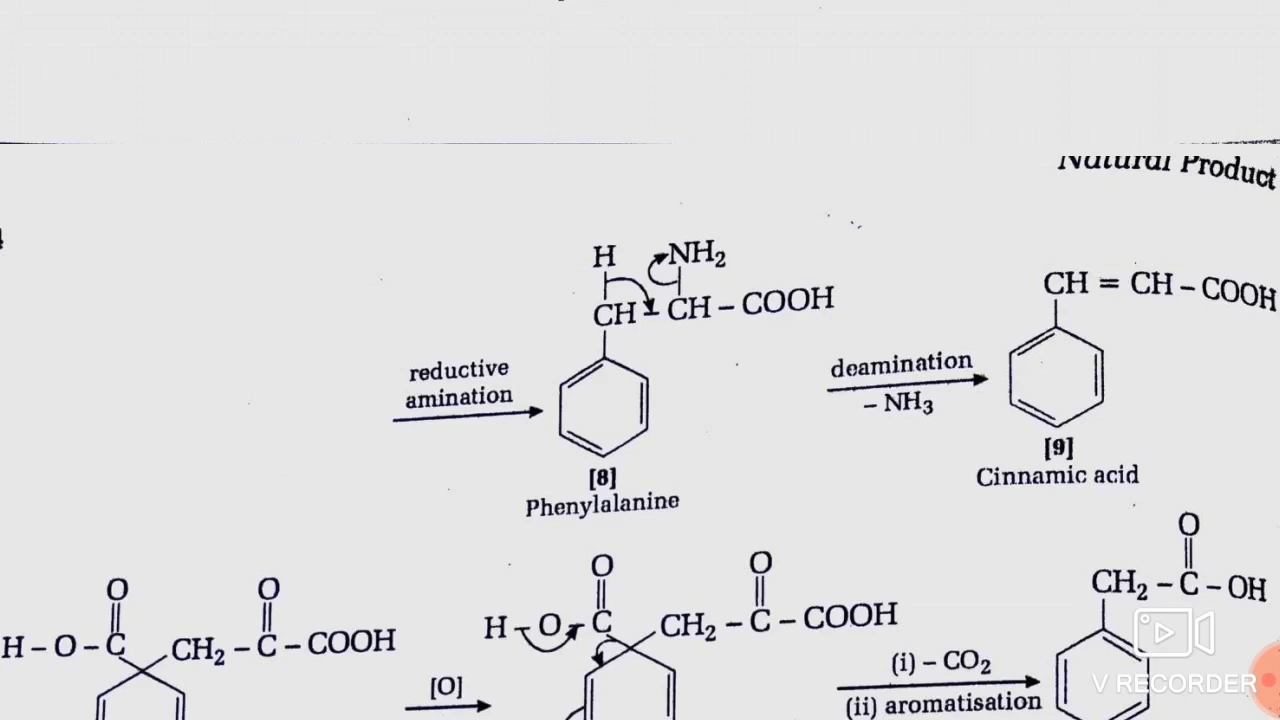 Natural Product
H NH₂
CH – CH – COOH
CH = CH – COOH
reductive
amination
deamination
– NH₃
[8]
Phenylalanine
[9]
Cinnamic acid
O O
H – O – C CH₂ – C – COOH
[O]
O O
H – O – C CH₂ – C – COOH
(i) – CO₂
(ii) aromatisation
O
CH₂ – C – OH
V RECORDER